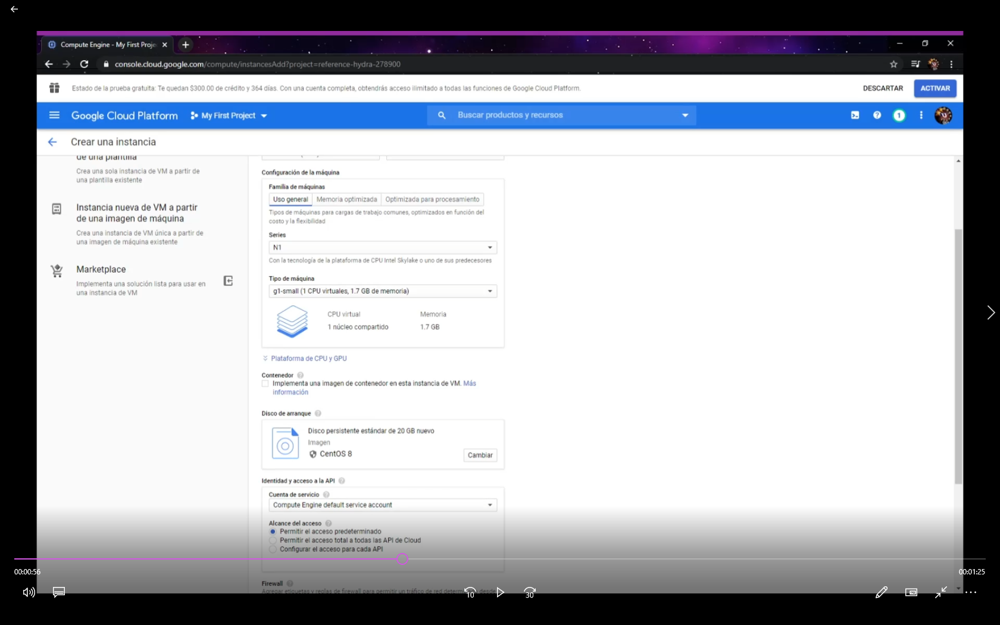 Compute Engine - My First Proje
console.cloud.google.com/compute/instancesAdd?project=reference-hydra-278900
Estado de la prueba gratuita: Te quedan $300.00 de crédito y 364 días. Con una cuenta completa, obtendrás acceso ilimitado a todas las funciones de Google Cloud Platform.
DESCARTAR
ACTIVAR
Google Cloud Platform
My First Project
Buscar productos y recursos
1
Crear una instancia
de una plantilla
Crea una sola instancia de VM a partir de
una plantilla existente
Instancia nueva de VM a partir
de una imagen de máquina
Crea una instancia de VM única a partir de
una imagen de máquina existente
Marketplace
Implementa una solución lista para usar en
una instancia de VM
Configuración de la máquina
Familia de máquinas
Uso general
Memoria optimizada
Optimizada para procesamiento
Tipos de máquinas para cargas de trabajo comunes, optimizados en función del
costo y la flexibilidad
Series
N1
Con la tecnología de la plataforma de CPU Intel Skylake o uno de sus predecesores
Tipo de máquina
g1-small (1 CPU virtuales, 1.7 GB de memoria)
CPU virtual
Memoria
1 núcleo compartido
1.7 GB
Plataforma de CPU y GPU
Contenedor
Implementa una imagen de contenedor en esta instancia de VM. Más
información
Disco de arranque
Disco persistente estándar de 20 GB nuevo
Imagen
CentOS 8
Cambiar
Identidad y acceso a la API
Cuenta de servicio
Compute Engine default service account
Alcance del acceso
Permitir el acceso predeterminado
Permitir el acceso total a todas las API de Cloud
Configurar el acceso para cada API
Firewall
Agregar etiquetas y reglas de firewall para permitir un tráfico de red desde
00:00:56
00:01:25
10
30